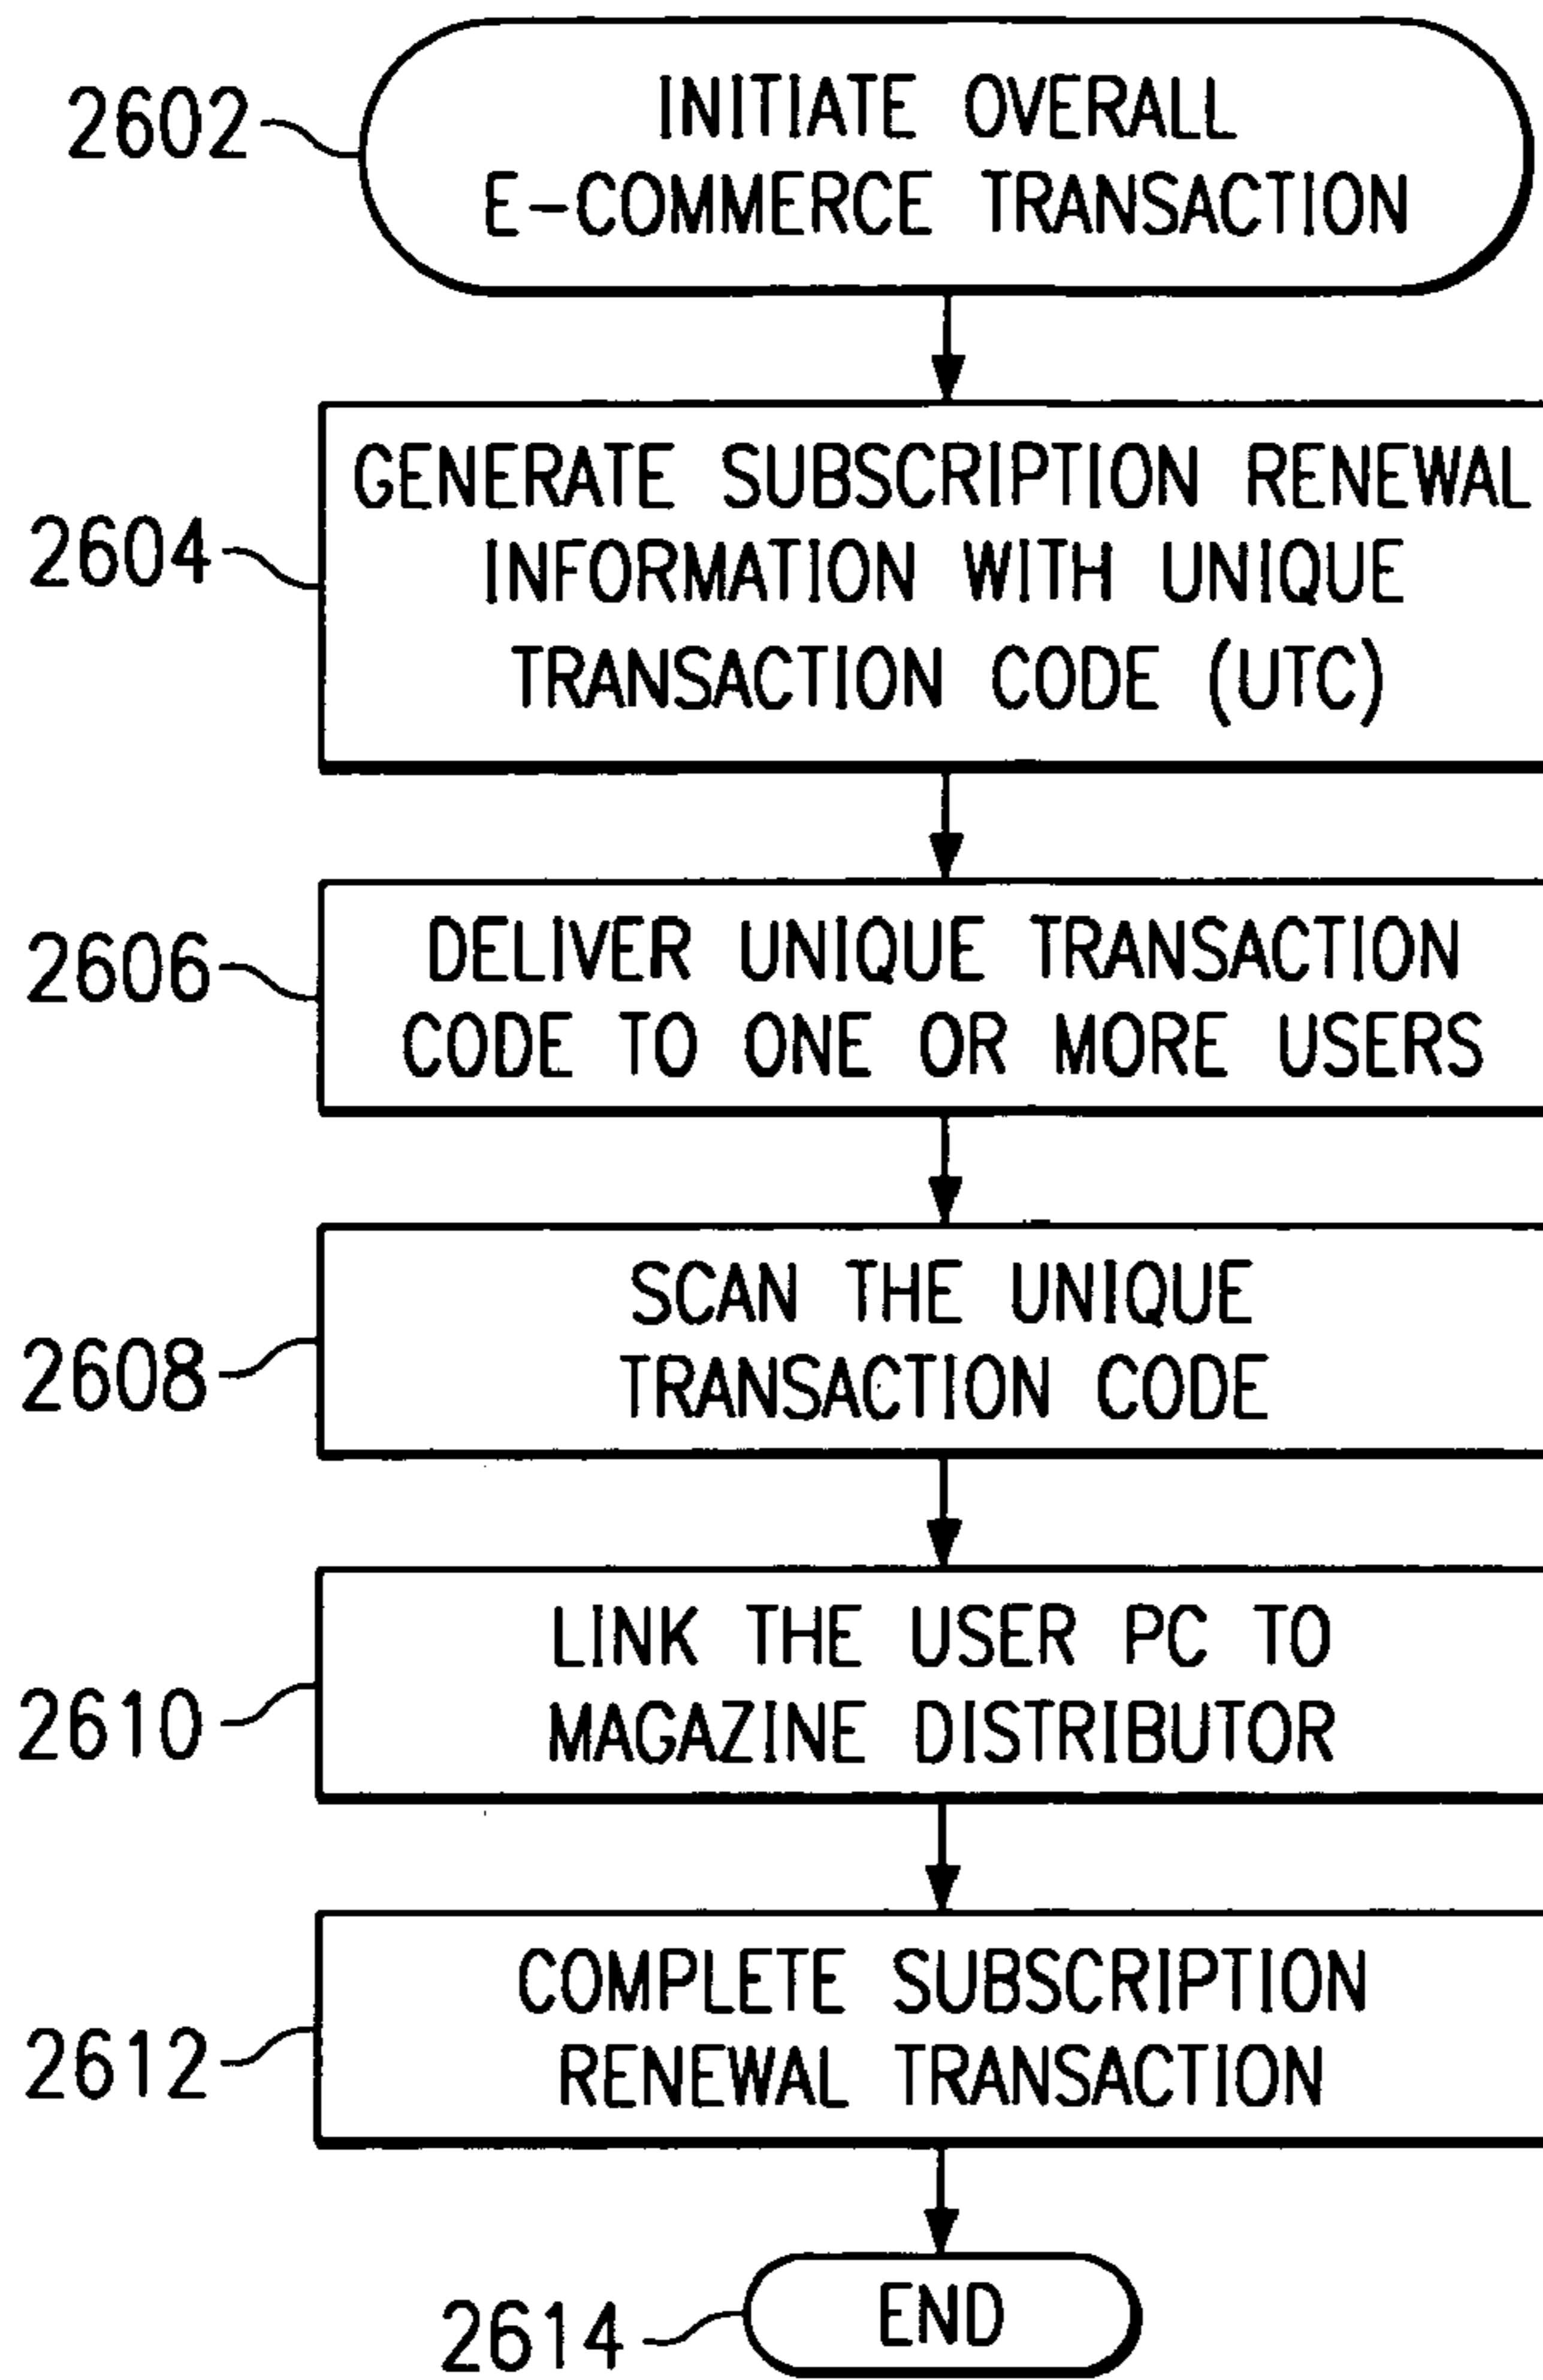 2602
INITIATE OVERALL
E-COMMERCE TRANSACTION
2604
GENERATE SUBSCRIPTION RENEWAL
INFORMATION WITH UNIQUE
TRANSACTION CODE (UTC)
2606
DELIVER UNIQUE TRANSACTION
CODE TO ONE OR MORE USERS
2608
SCAN THE UNIQUE
TRANSACTION CODE
2610
LINK THE USER PC TO
MAGAZINE DISTRIBUTOR
2612
COMPLETE SUBSCRIPTION
RENEWAL TRANSACTION
2614
END